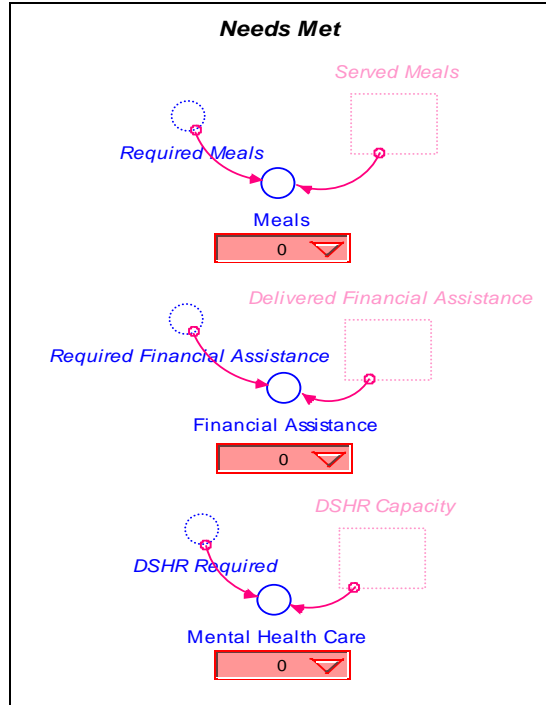 Needs Met
Served Meals
Required Meals
Meals
0
Delivered Financial Assistance
Required Financial Assistance
Financial Assistance
0
DSHR Capacity
DSHR Required
Mental Health Care
0